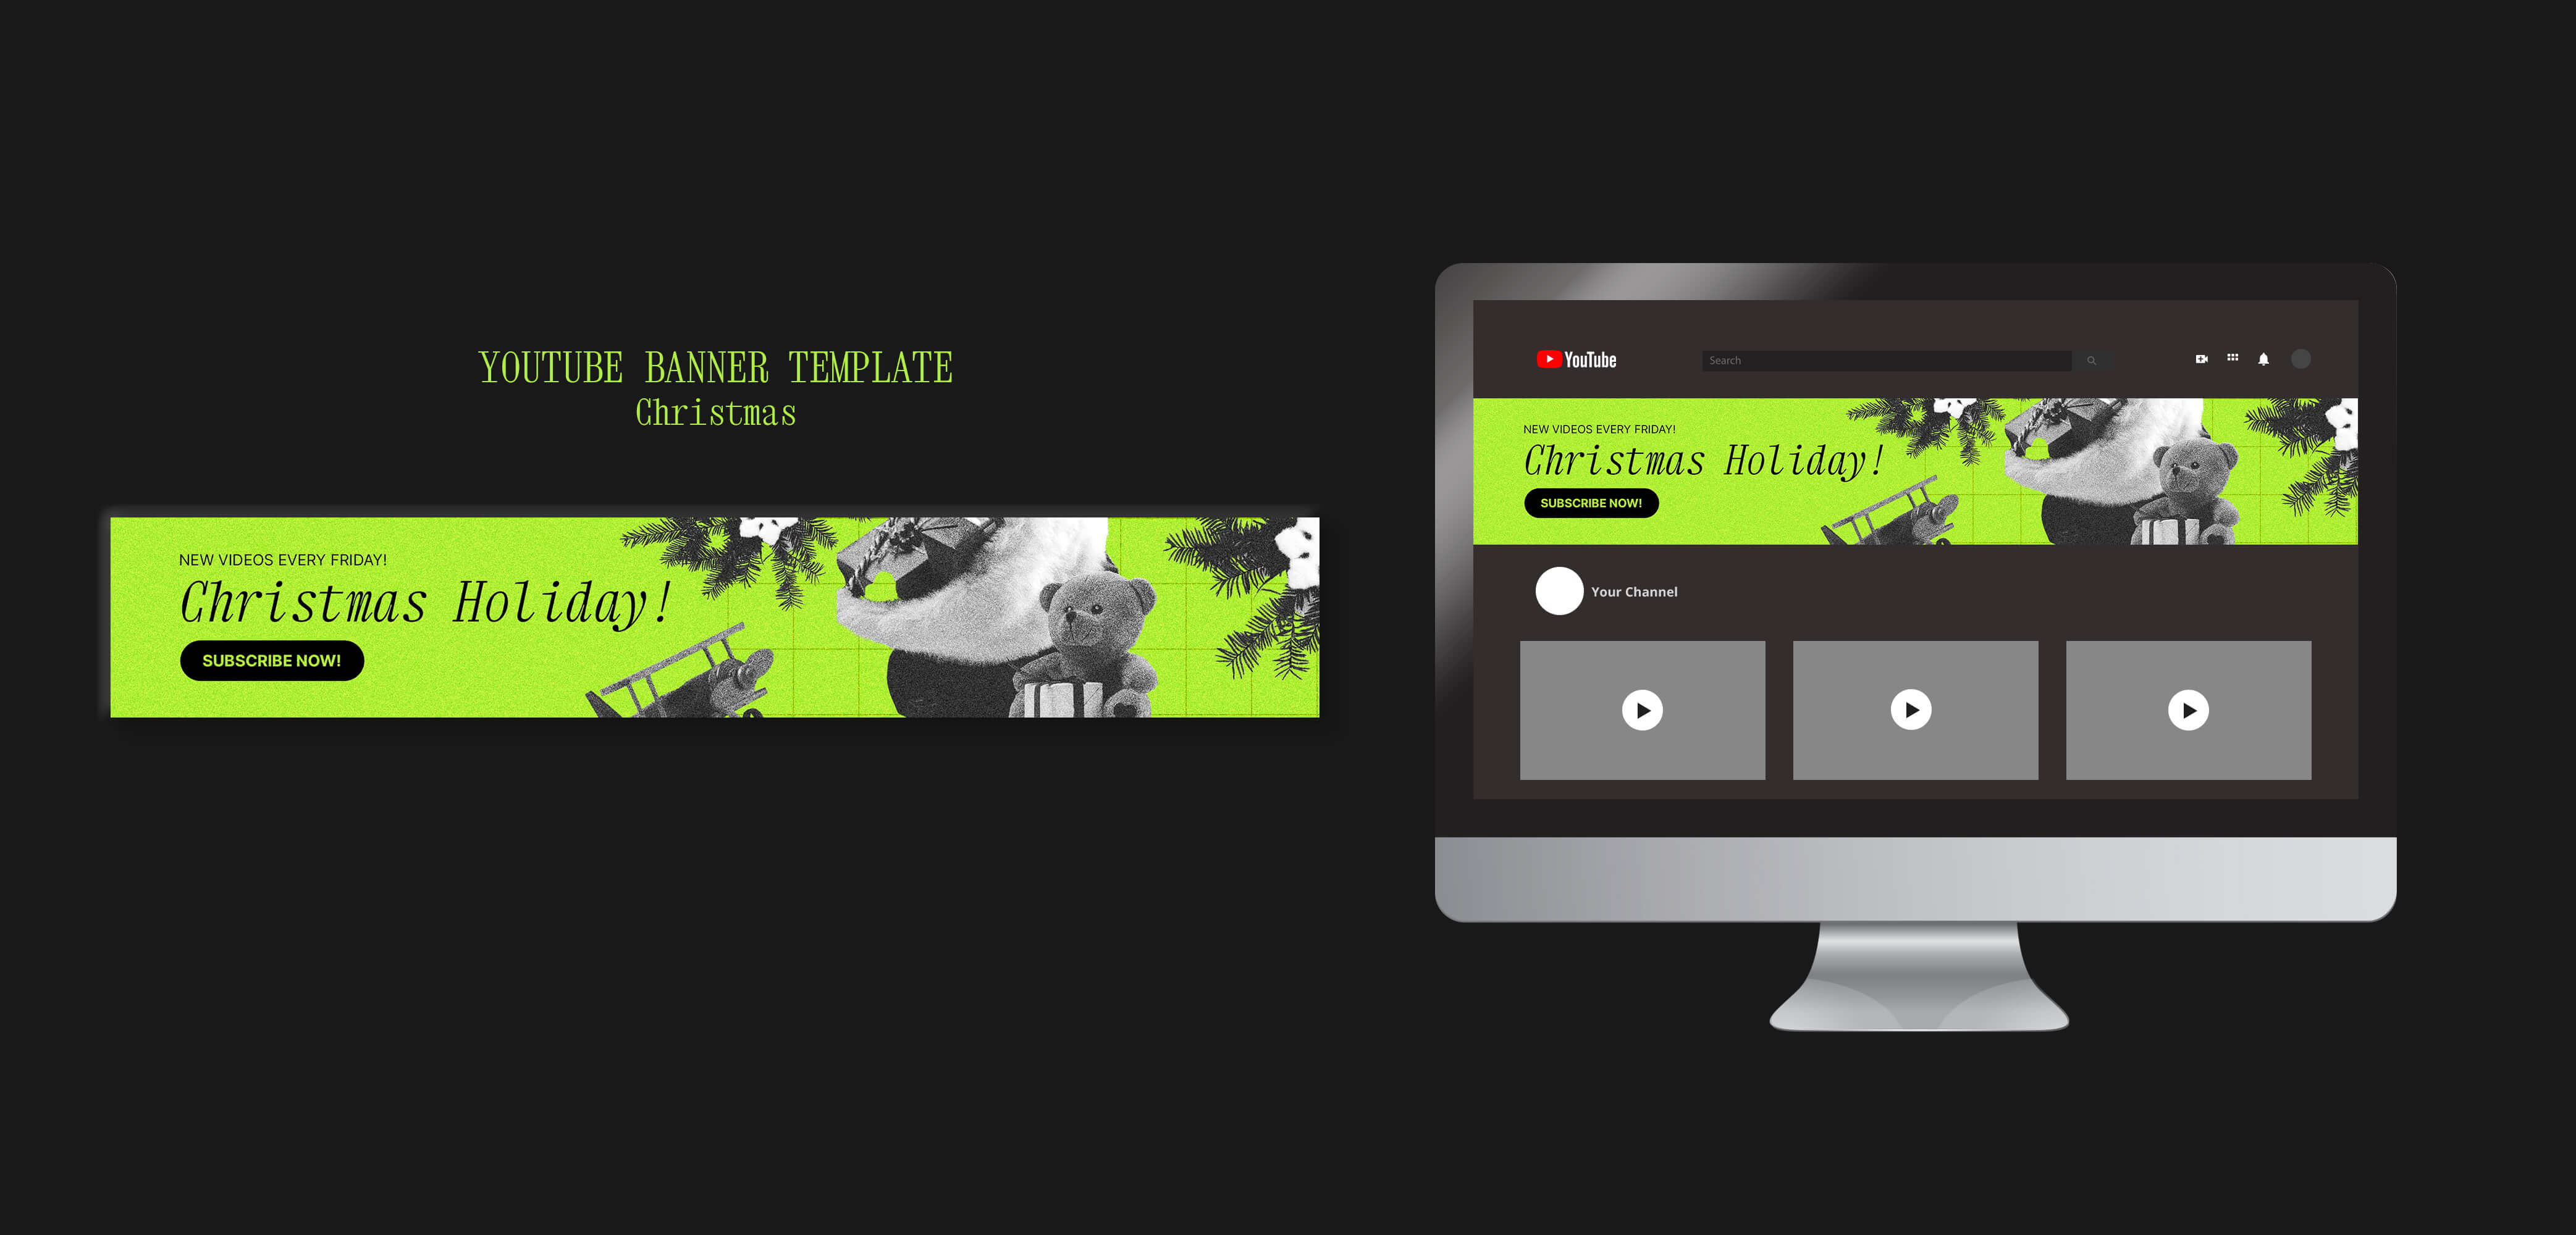 YOUTUBE BANNER TEMPLATE
Christmas
NEW VIDEOS EVERY FRIDAY!
Christmas Holiday!
SUBSCRIBE NOW!
YouTube
Search
NEW VIDEOS EVERY FRIDAY!
Christmas Holiday!
SUBSCRIBE NOW!
Your Channel